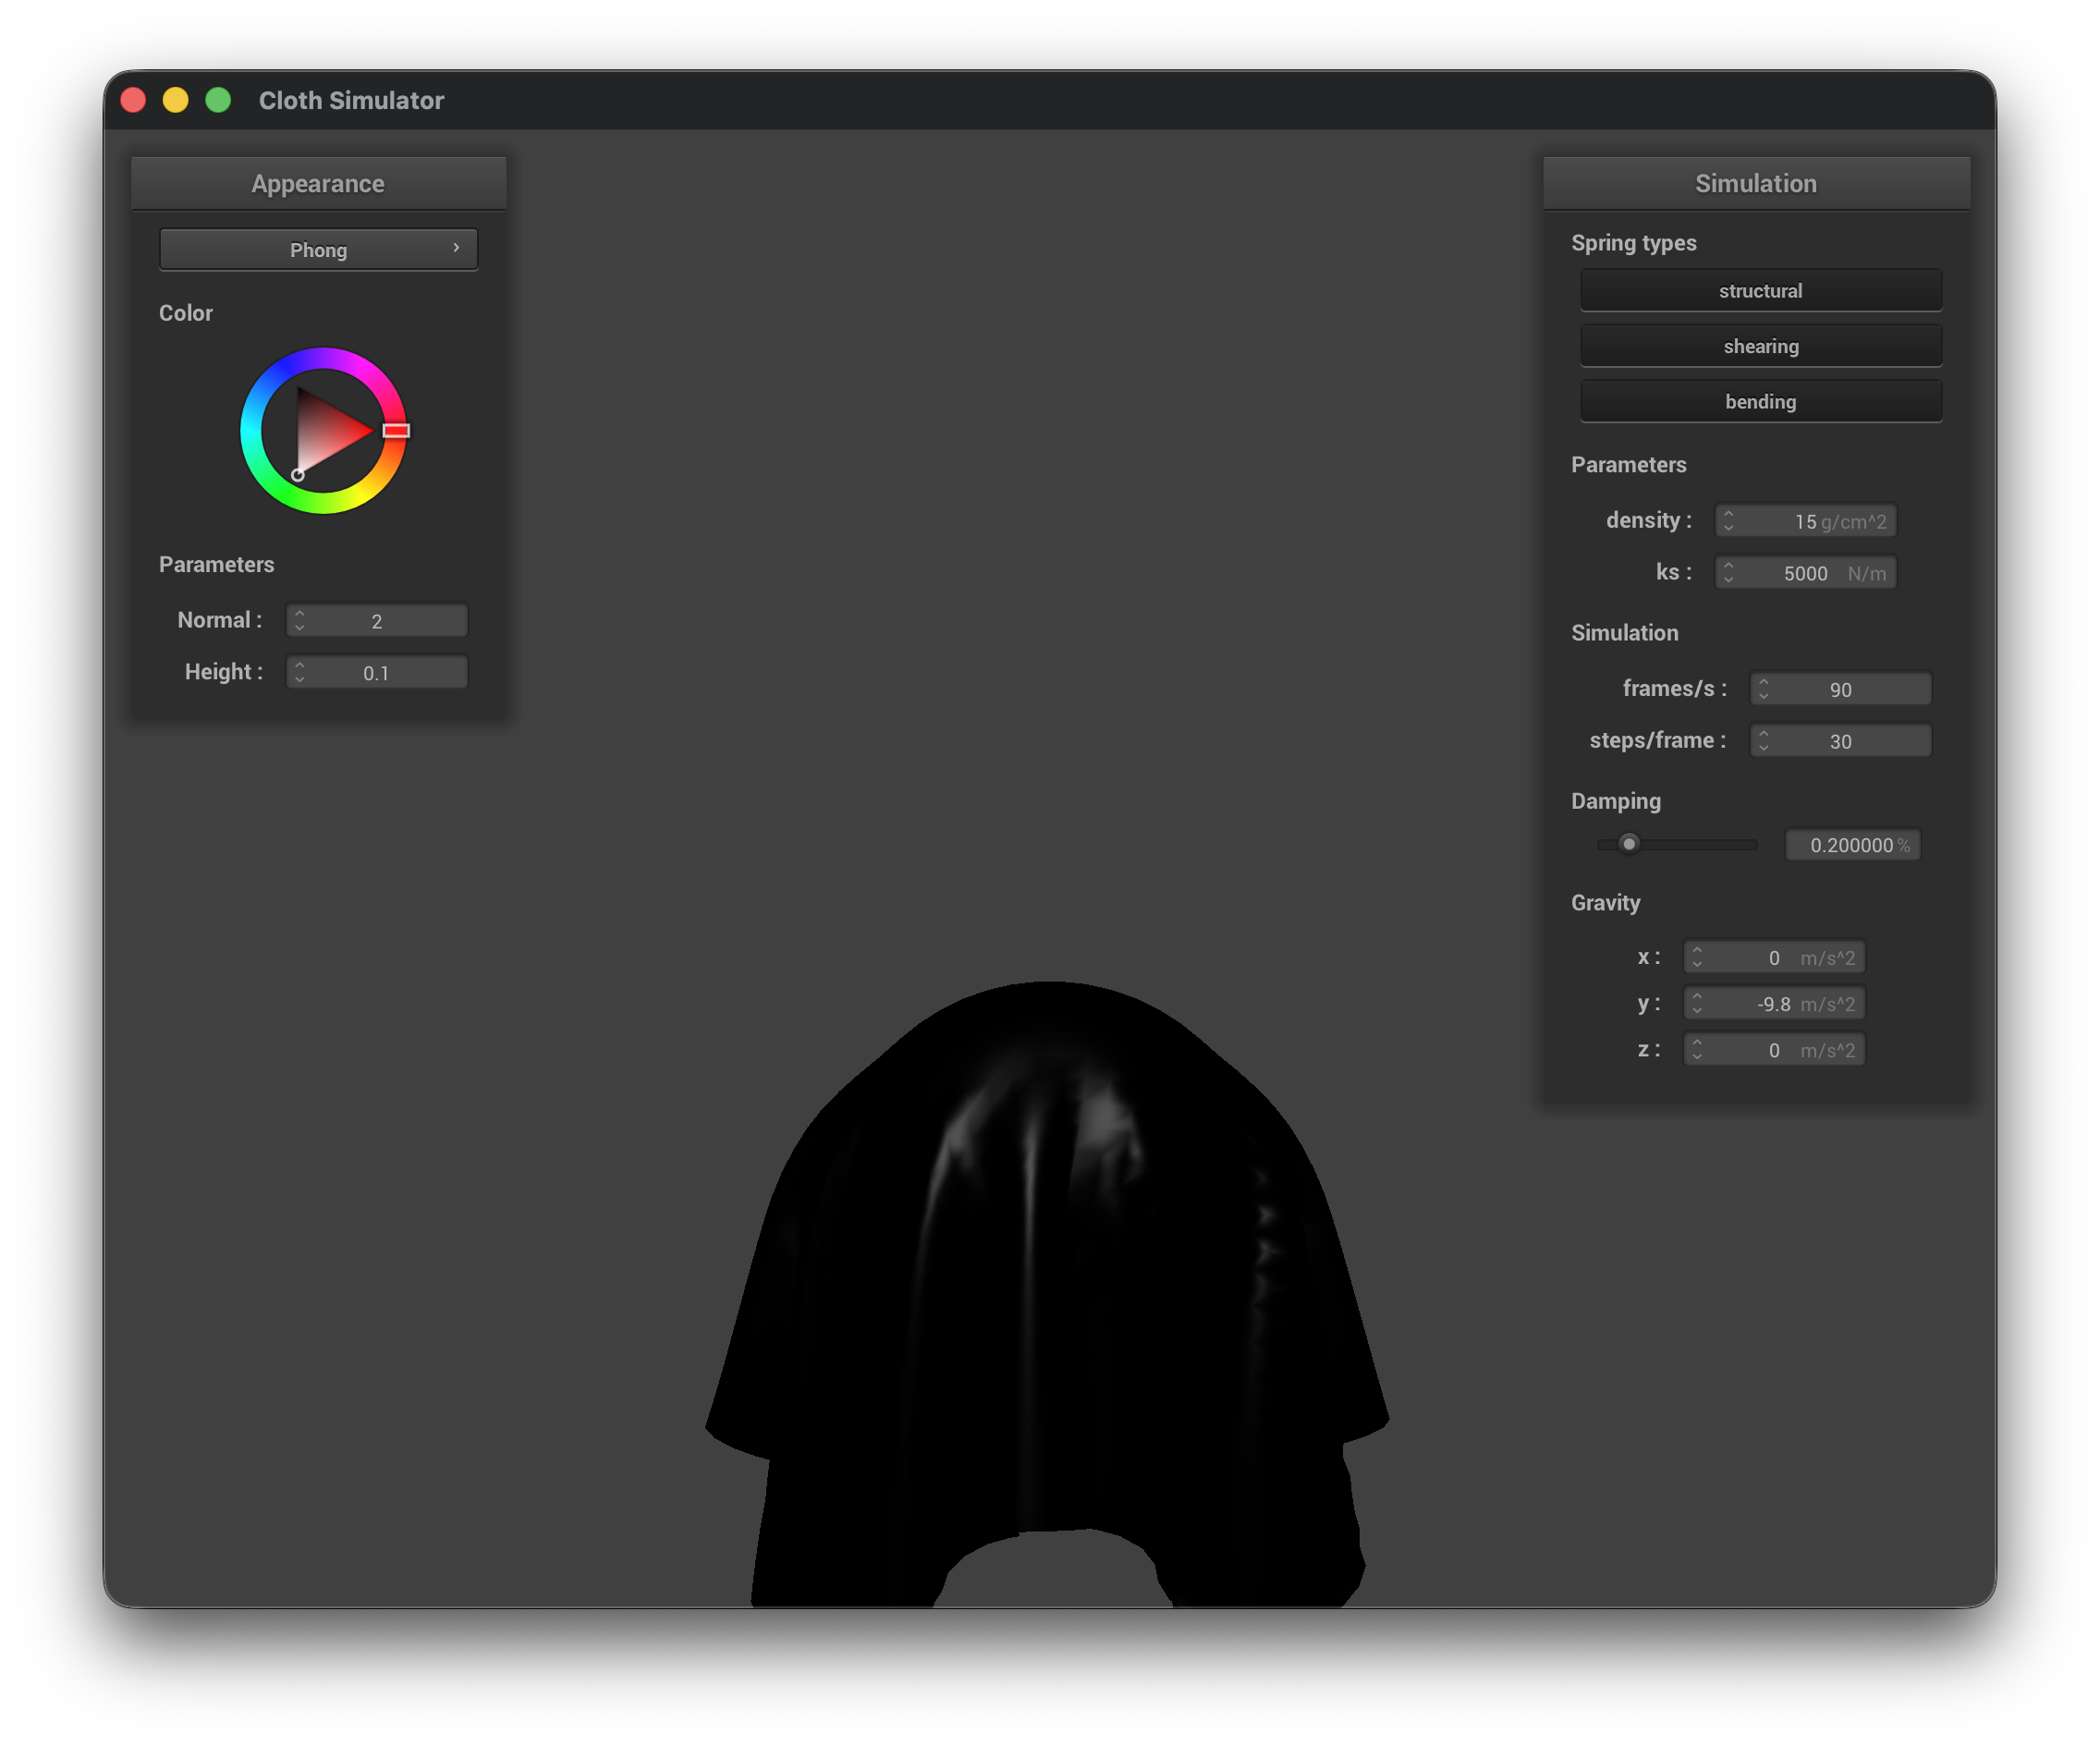 Cloth Simulator
Appearance
Phong
Color
Parameters
Normal : 2
Height : 0.1
Simulation
Spring types
structural
shearing
bending
Parameters
density : 15 g/cm^2
ks : 5000 N/m
Simulation
frames/s : 90
steps/frame : 30
Damping
0.200000 %
Gravity
x : 0 m/s^2
y : -9.8 m/s^2
z : 0 m/s^2